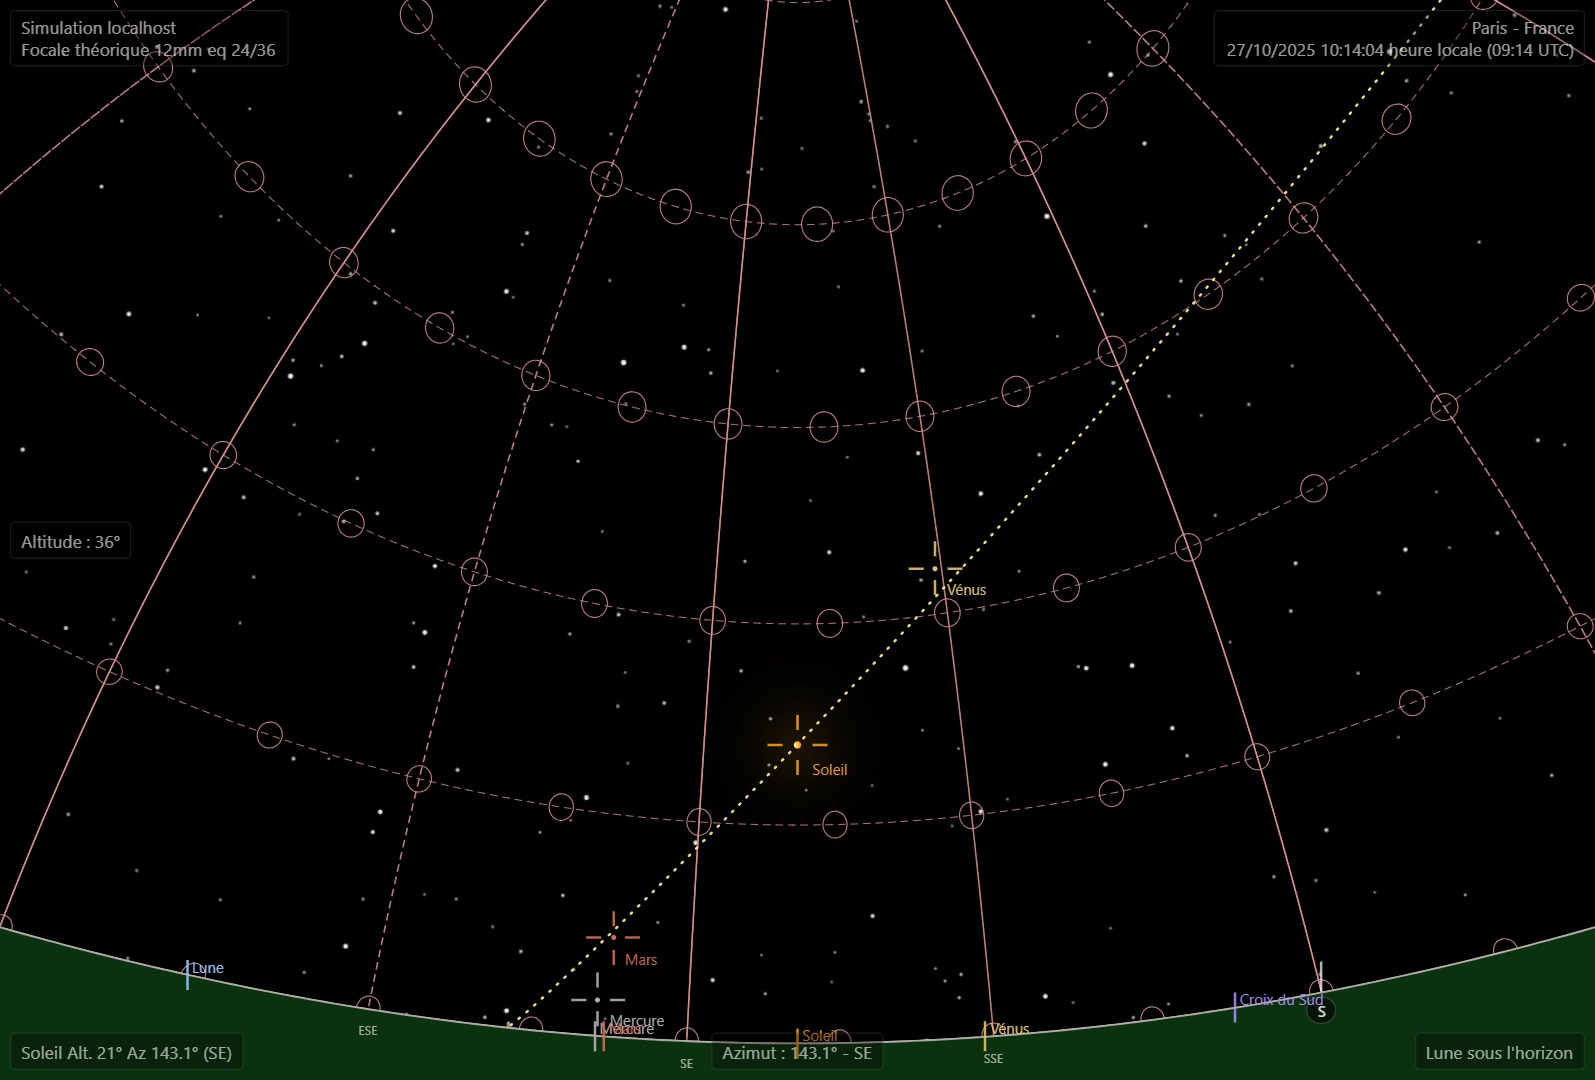 Simulation localhost
Focale théorique 12mm eq 24/36
Paris - France
27/10/2025 10:14:04 heure locale (09:14 UTC)
Altitude : 36°
Vénus
Soleil
Mars
Lune
Mercure
Croix du Sud
S
Mercure
Soleil
Vénus
ESE
SE
SSE
Soleil Alt. 21° Az 143.1° (SE)
Azimut : 143.1° - SE
Lune sous l'horizon